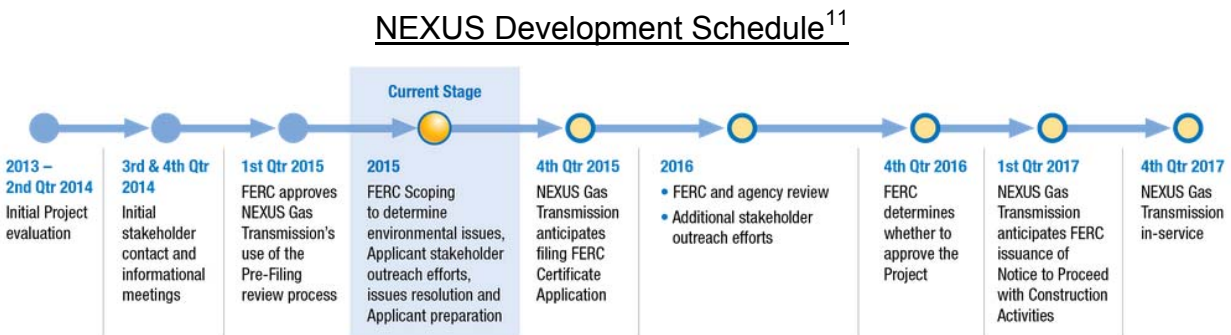 NEXUS Development Schedule11
Current Stage
2013 –
2nd Qtr 2014
Initial Project
evaluation
3rd & 4th Qtr
2014
Initial
stakeholder
contact and
informational
meetings
1st Qtr 2015
FERC approves
NEXUS Gas
Transmission's
use of the
Pre-Filing
review process
2015
FERC Scoping
to determine
environmental issues,
Applicant stakeholder
outreach efforts,
issues resolution and
Applicant preparation
4th Qtr 2015
NEXUS Gas
Transmission
anticipates
filing FERC
Certificate
Application
2016
• FERC and agency review
• Additional stakeholder
outreach efforts
4th Qtr 2016
FERC
determines
whether to
approve the
Project
1st Qtr 2017
NEXUS Gas
Transmission
anticipates FERC
issuance of
Notice to Proceed
with Construction
Activities
4th Qtr 2017
NEXUS Gas
Transmission
in-service